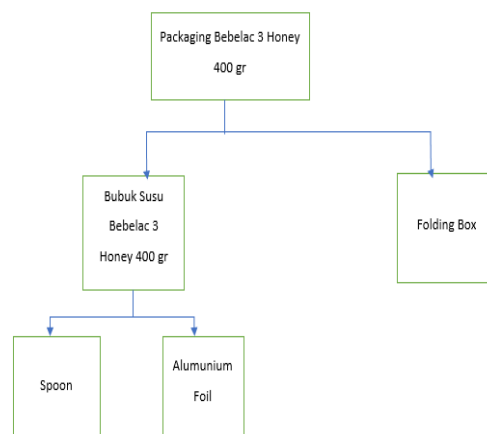 Packaging Bebelac 3 Honey
400 gr
Bubuk Susu
Bebelac 3
Honey 400 gr
Folding Box
Spoon
Alumunium
Foil